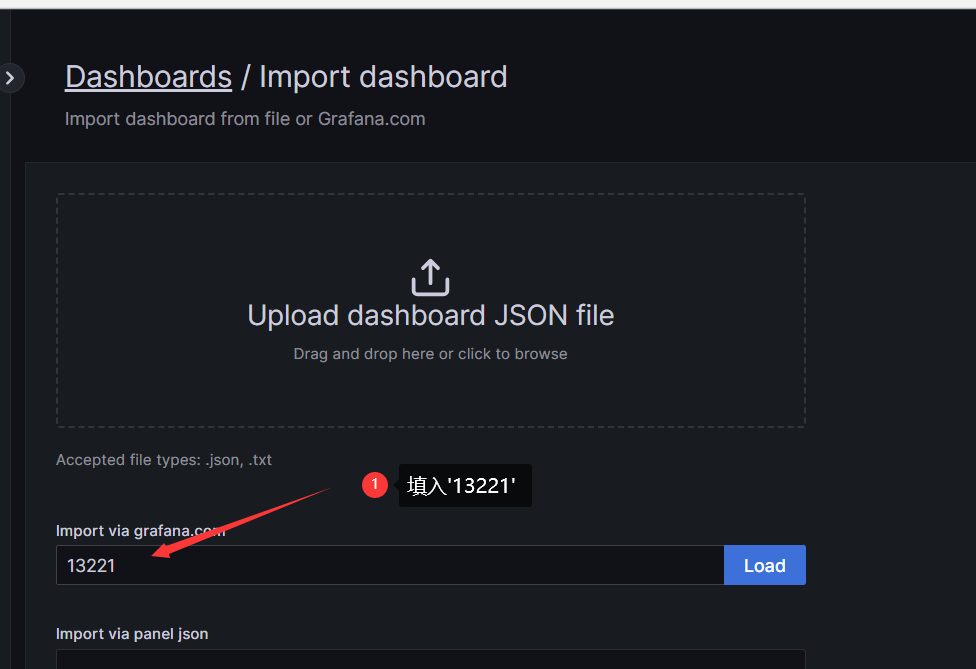 Dashboards / Import dashboard
Import dashboard from file or Grafana.com
Upload dashboard JSON file
Drag and drop here or click to browse
Accepted file types: .json, .txt
1 填入'13221'
Import via grafana.com
13221 Load
Import via panel json